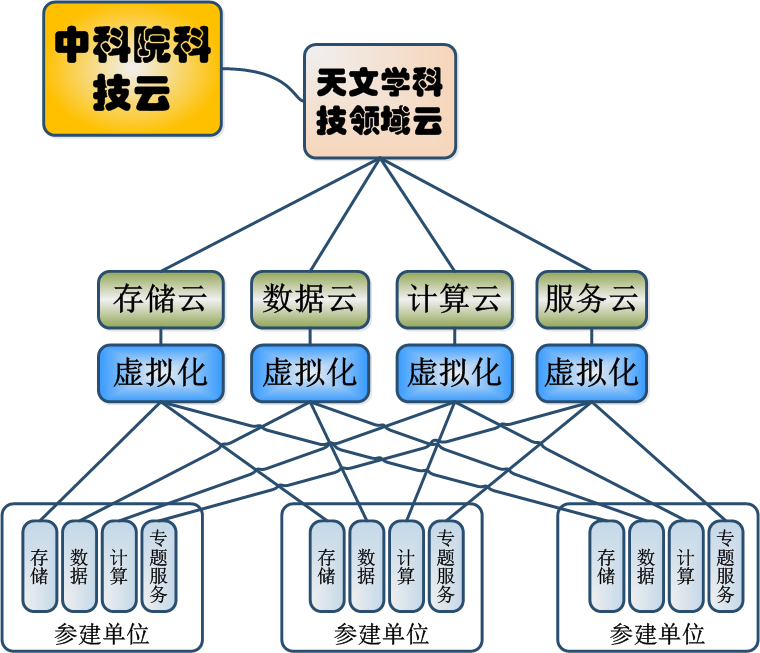 中科院科
技云
天文学科
技领域云
存储云
数据云
计算云
服务云
虚拟化
虚拟化
虚拟化
虚拟化
存储
数据
计算
专题服务
参建单位
存储
数据
计算
专题服务
参建单位
存储
数据
计算
专题服务
参建单位